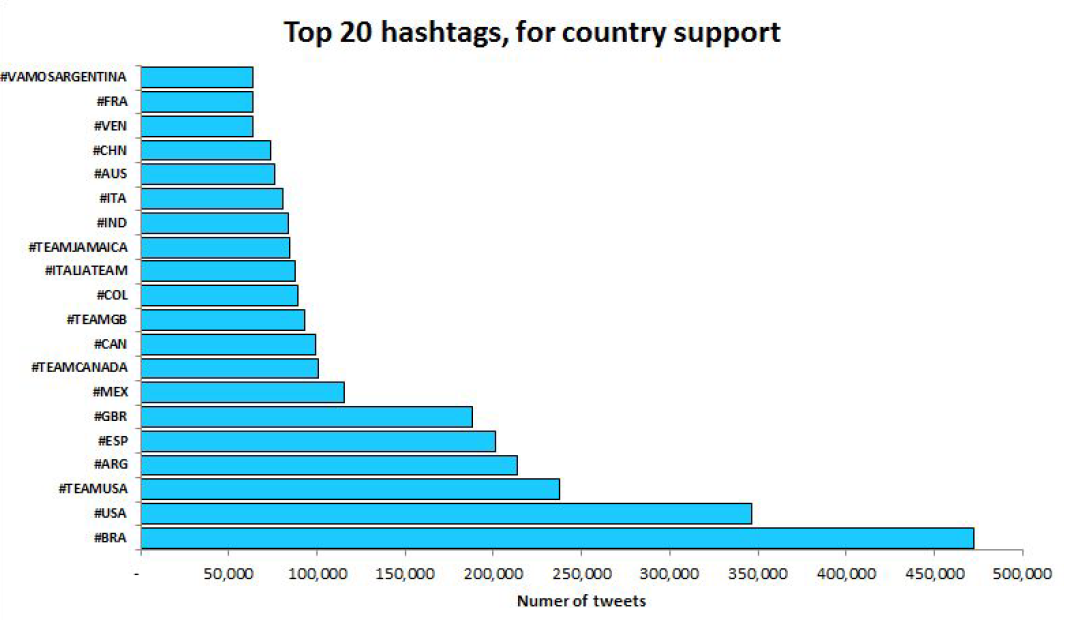 Top 20 hashtags, for country support
#VAMOSARGENTINA
#FRA
#VEN
#CHN
#AUS
#ITA
#IND
#TEAMJAMAICA
#ITALIATEAM
#COL
#TEAMGB
#CAN
#TEAMCANADA
#MEX
#GBR
#ESP
#ARG
#TEAMUSA
#USA
#BRA
- 50,000 100,000 150,000 200,000 250,000 300,000 350,000 400,000 450,000 500,000
Numer of tweets